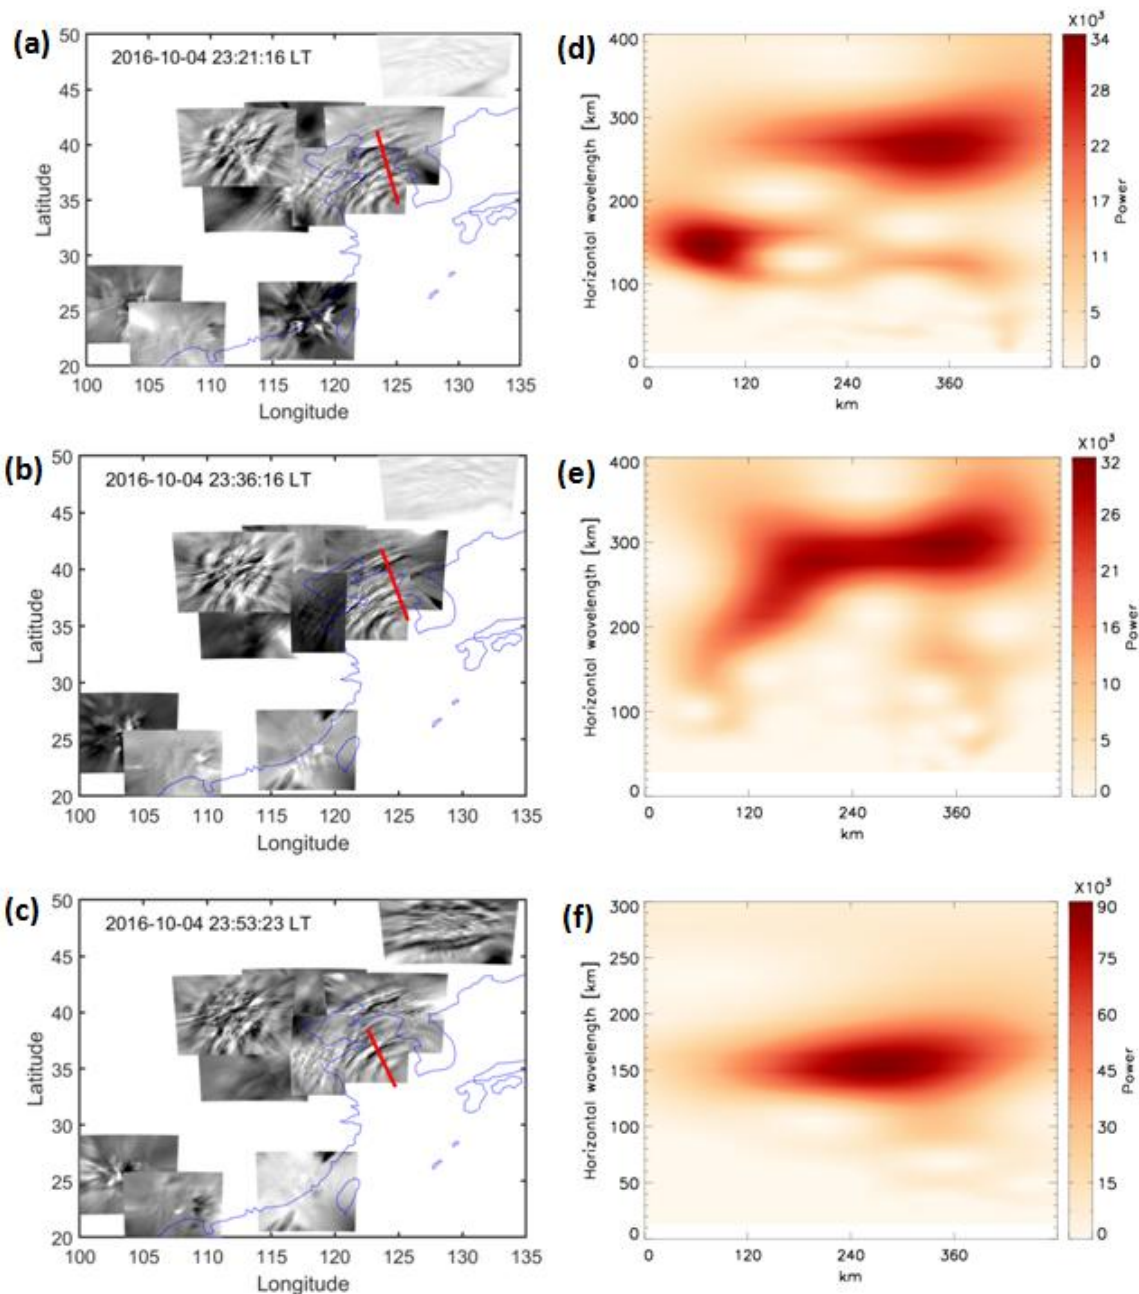 (a)
2016-10-04 23:21:16 LT
50
45
40
35
30
25
20
Latitude
100 105 110 115 120 125 130 135
Longitude
(d)
400
300
200
100
0
Horizontal wavelength [km]
0 120 240 360
km
X10³
34
28
22
17
11
5
0
Power
(b)
2016-10-04 23:36:16 LT
50
45
40
35
30
25
20
Latitude
100 105 110 115 120 125 130 135
Longitude
(e)
400
300
200
100
0
Horizontal wavelength [km]
0 120 240 360
km
X10³
32
26
21
16
10
5
0
Power
(c)
2016-10-04 23:53:23 LT
50
45
40
35
30
25
20
Latitude
100 105 110 115 120 125 130 135
Longitude
(f)
300
250
200
150
100
50
0
Horizontal wavelength [km]
0 120 240 360
km
X10³
90
75
60
45
30
15
0
Power